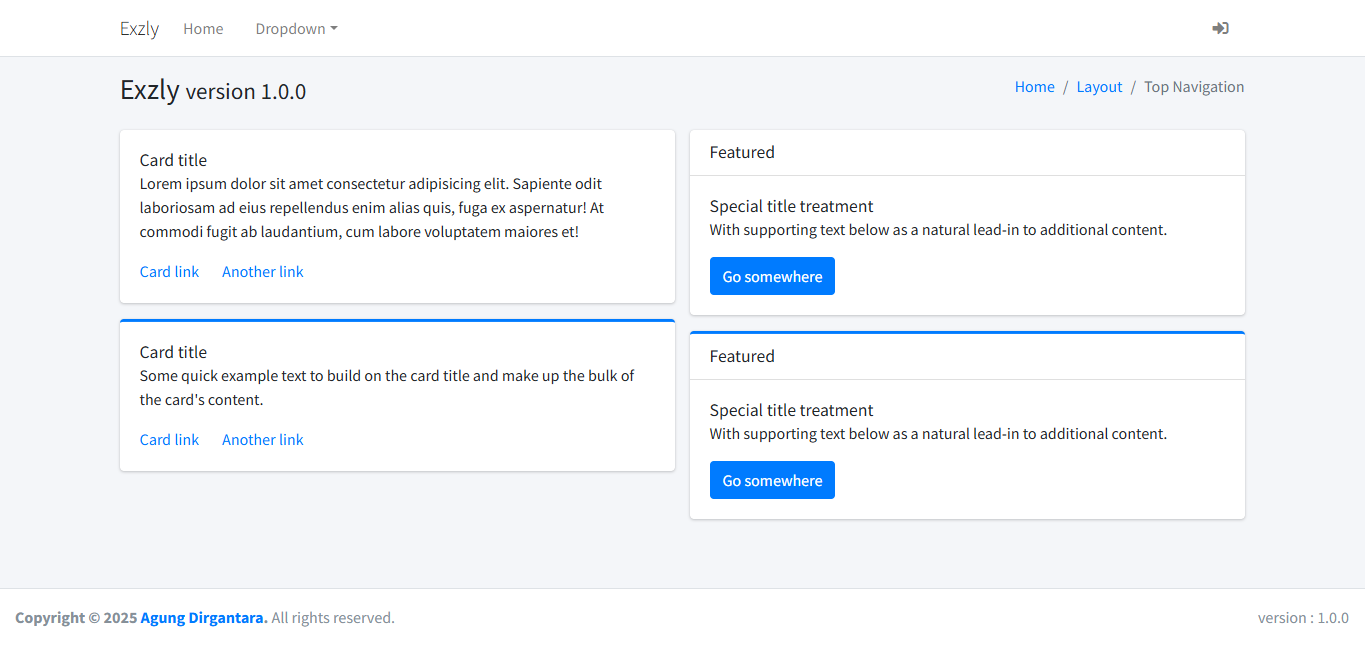 Exzly Home Dropdown
Exzly version 1.0.0
Home / Layout / Top Navigation
Card title
Lorem ipsum dolor sit amet consectetur adipisicing elit. Sapiente odit
laboriosam ad eius repellendus enim alias quis, fuga ex aspernatur! At
commodi fugit ab laudantium, cum labore voluptatem maiores et!
Card link Another link
Card title
Some quick example text to build on the card title and make up the bulk of
the card's content.
Card link Another link
Featured
Special title treatment
With supporting text below as a natural lead-in to additional content.
Go somewhere
Featured
Special title treatment
With supporting text below as a natural lead-in to additional content.
Go somewhere
Copyright © 2025 Agung Dirgantara. All rights reserved.
version : 1.0.0